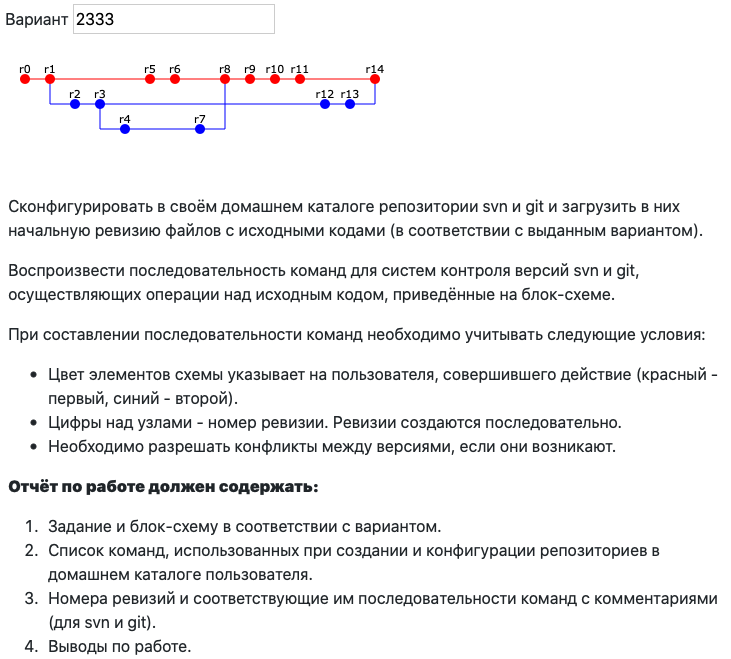 Вариант 2333
r0 r1 r5 r6 r8 r9 r10 r11 r14
r2 r3 r12 r13
r4 r7
Сконфигурировать в своём домашнем каталоге репозитории svn и git и загрузить в них
начальную ревизию файлов с исходными кодами (в соответствии с выданным вариантом).
Воспроизвести последовательность команд для систем контроля версий svn и git,
осуществляющих операции над исходным кодом, приведённые на блок-схеме.
При составлении последовательности команд необходимо учитывать следующие условия:
• Цвет элементов схемы указывает на пользователя, совершившего действие (красный -
первый, синий - второй).
• Цифры над узлами - номер ревизии. Ревизии создаются последовательно.
• Необходимо разрешать конфликты между версиями, если они возникают.
Отчёт по работе должен содержать:
1. Задание и блок-схему в соответствии с вариантом.
2. Список команд, использованных при создании и конфигурации репозиториев в
домашнем каталоге пользователя.
3. Номера ревизий и соответствующие им последовательности команд с комментариями
(для svn и git).
4. Выводы по работе.